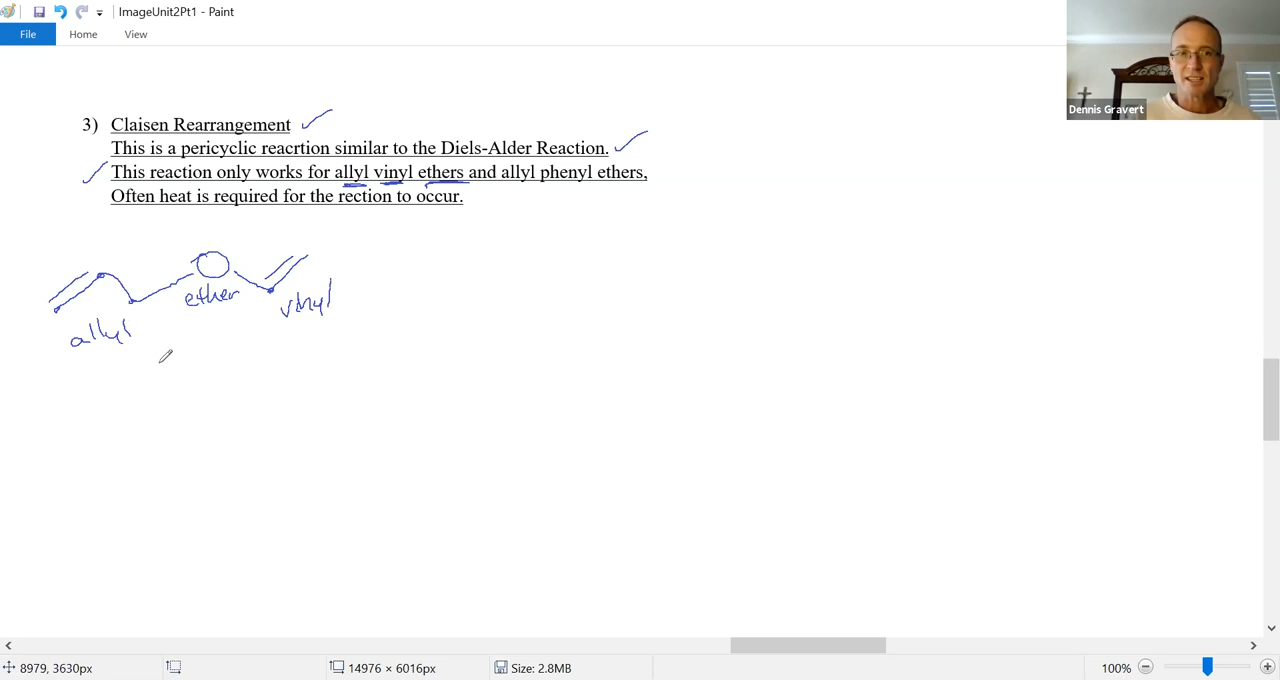 ImageUnit2Pt1 - Paint
File Home View
Dennis Gravert
3) Claisen Rearrangement
This is a pericyclic reacrtion similar to the Diels-Alder Reaction.
This reaction only works for allyl vinyl ethers and allyl phenyl ethers,
Often heat is required for the rection to occur.
O
ether
vinyl
allyl
8979, 3630px 14976 × 6016px Size: 2.8MB 100%